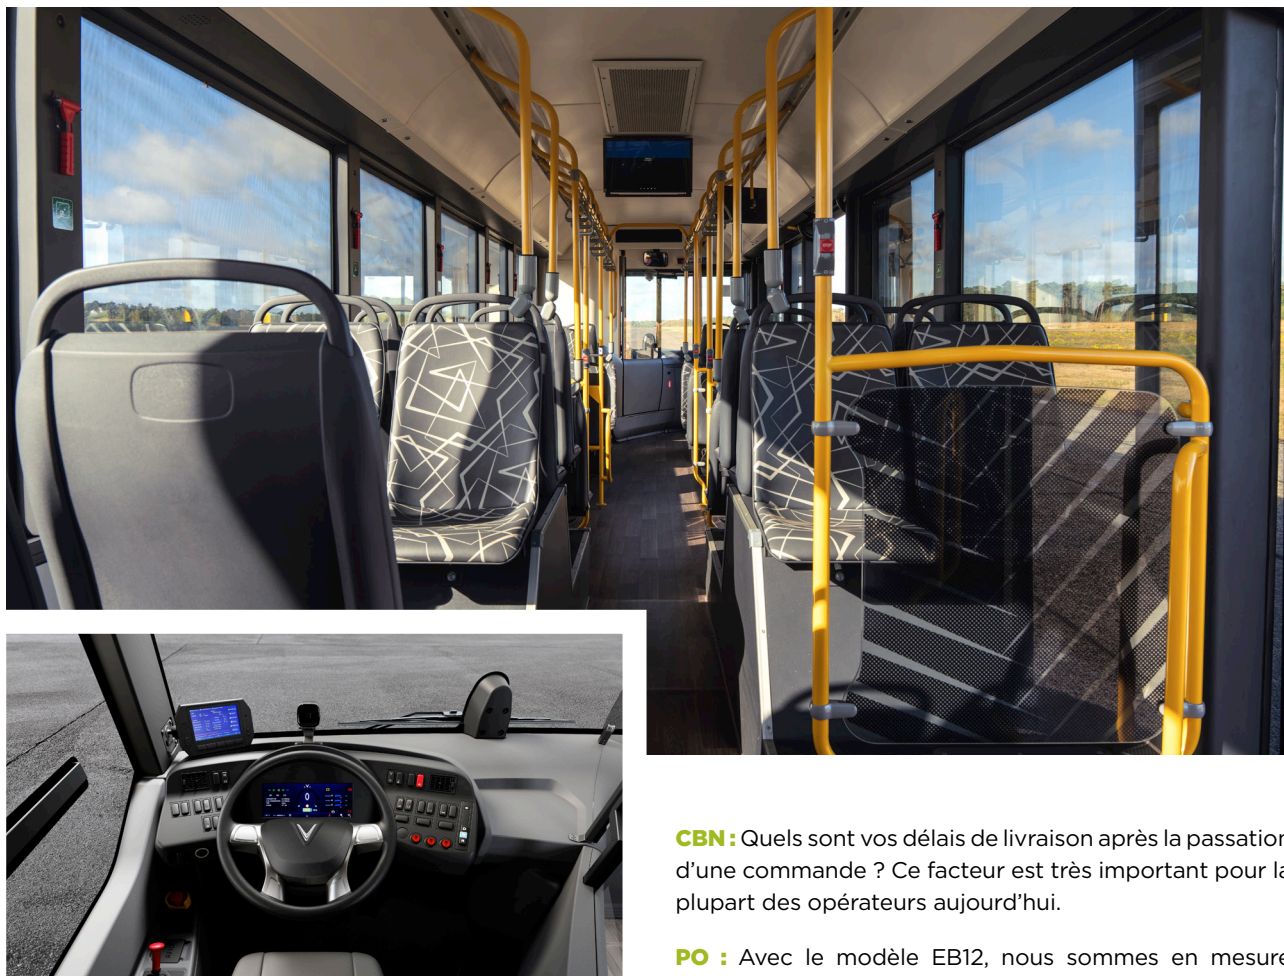 CBN : Quels sont vos délais de livraison après la passation
d'une commande ? Ce facteur est très important pour la
plupart des opérateurs aujourd'hui.
PO : Avec le modèle EB12, nous sommes en mesure